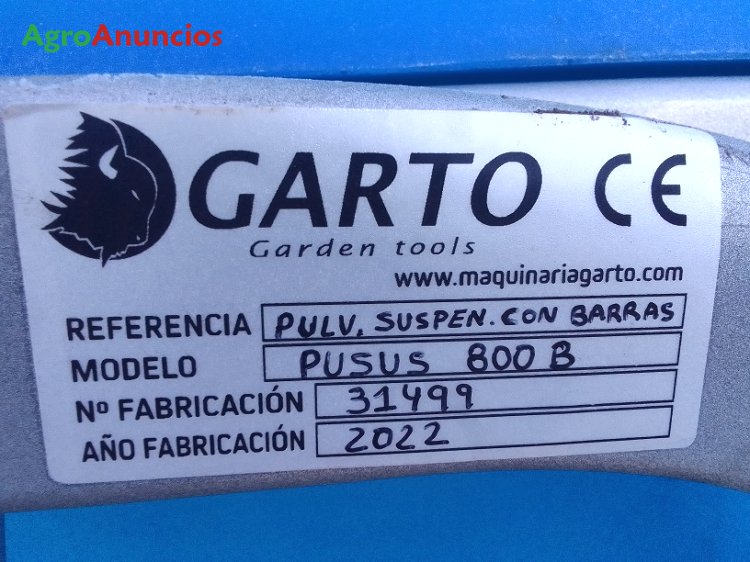 AgroAnuncios
GARTO CE
Garden tools
www.maquinariagarto.com
REFERENCIA PULV. SUSPEN. CON BARRAS
MODELO PUSUS 800 B
Nº FABRICACIÓN 31499
AÑO FABRICACIÓN 2022